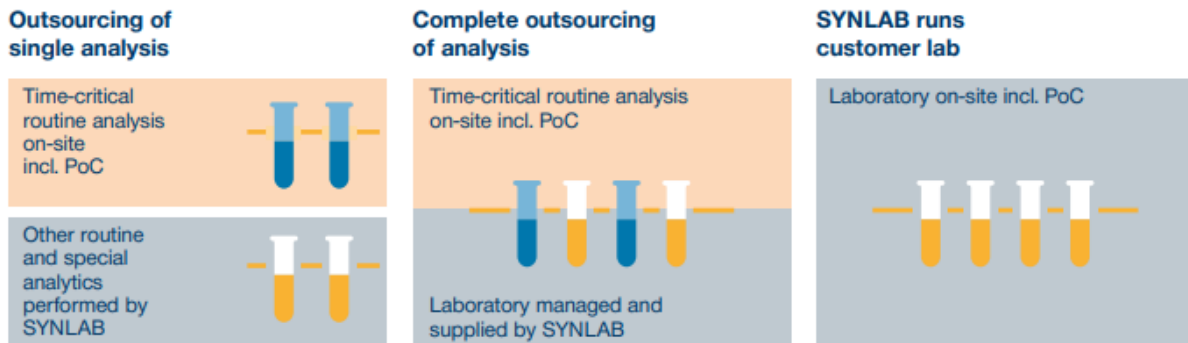 Outsourcing of
single analysis
Time-critical
routine analysis
on-site
incl. PoC
Other routine
and special
analytics
performed by
SYNLAB
Complete outsourcing
of analysis
Time-critical routine analysis
on-site incl. PoC
Laboratory managed and
supplied by SYNLAB
SYNLAB runs
customer lab
Laboratory on-site incl. PoC